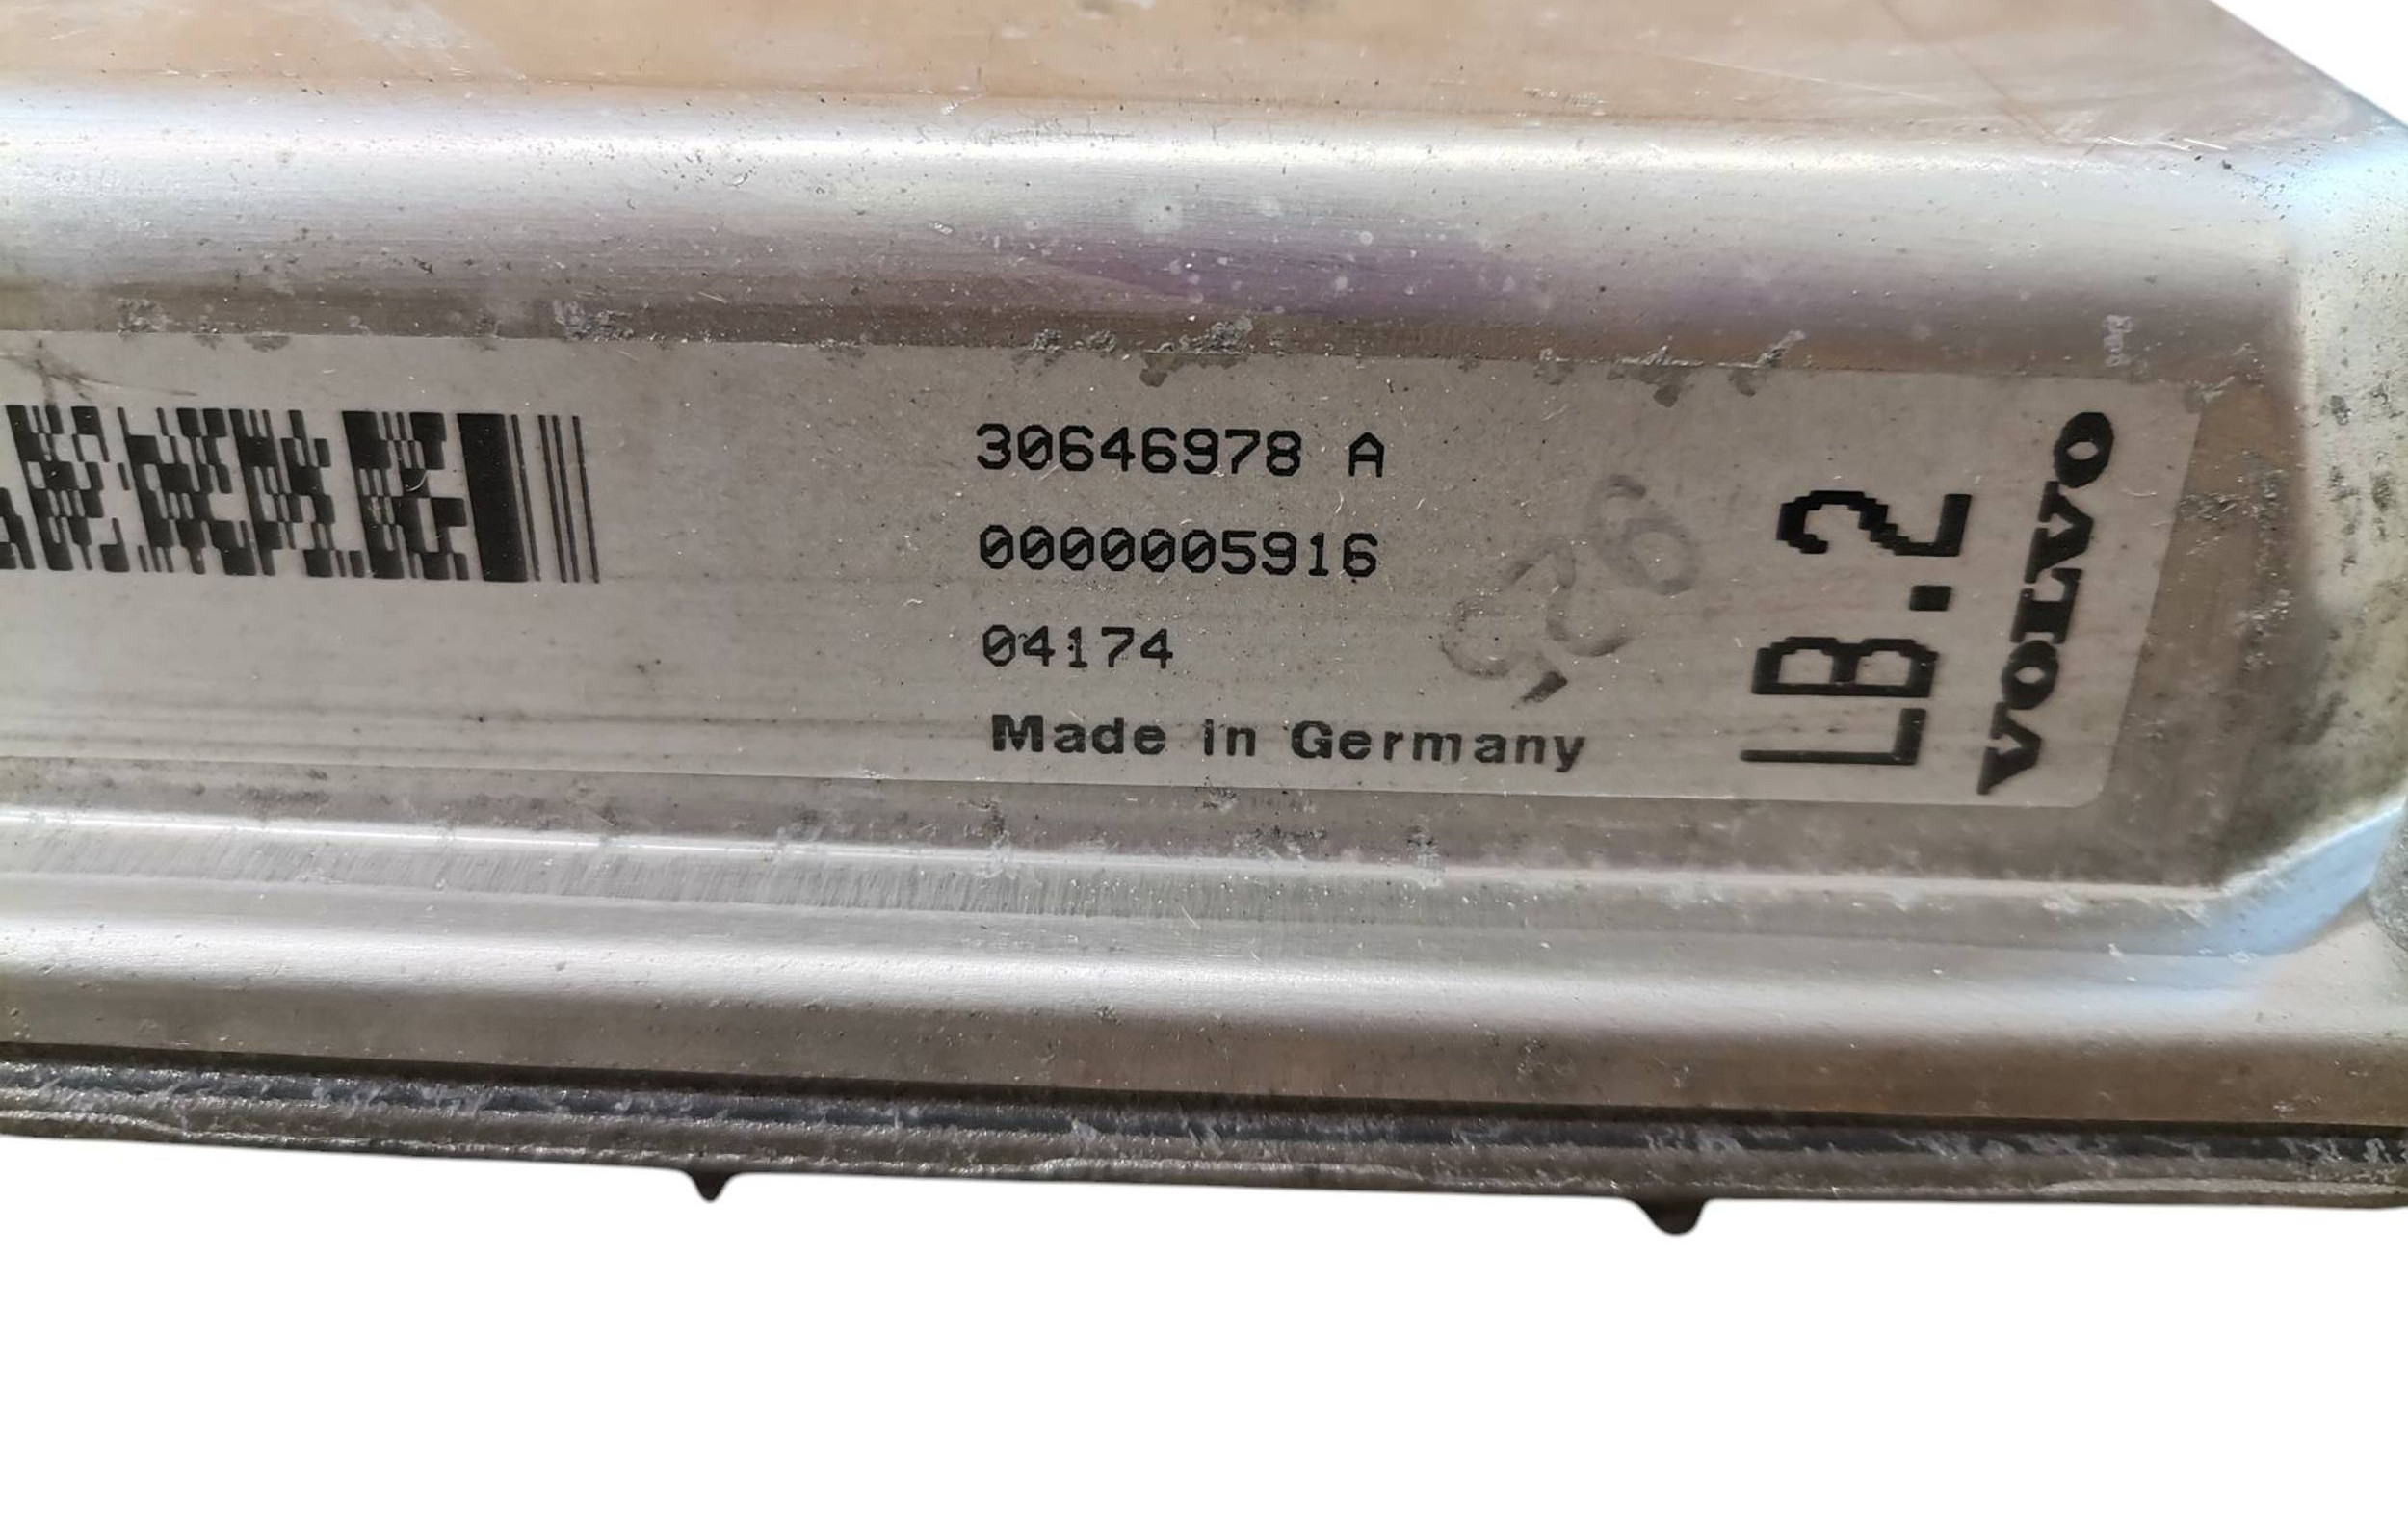 30646978 A
0000005916
04174
Made in Germany
LB.2
VOLVO